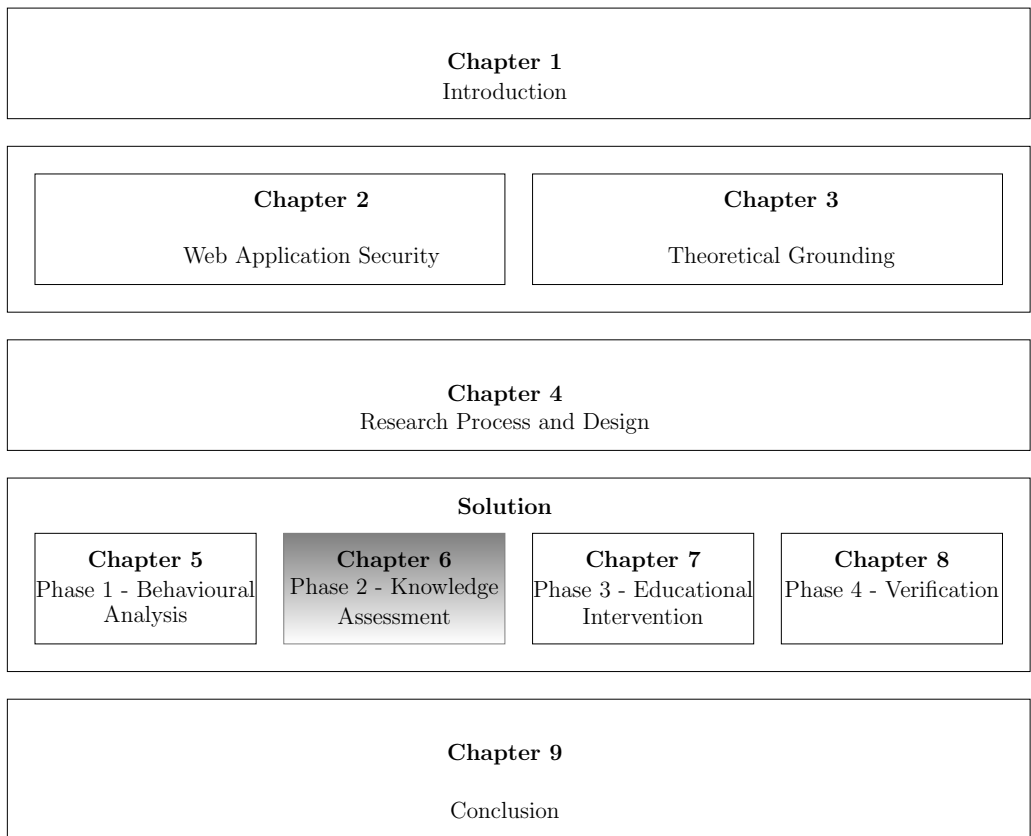 Chapter 1
Introduction
Chapter 2
Web Application Security
Chapter 3
Theoretical Grounding
Chapter 4
Research Process and Design
Solution
Chapter 5
Phase 1 - Behavioural
Analysis
Chapter 6
Phase 2 - Knowledge
Assessment
Chapter 7
Phase 3 - Educational
Intervention
Chapter 8
Phase 4 - Verification
Chapter 9
Conclusion